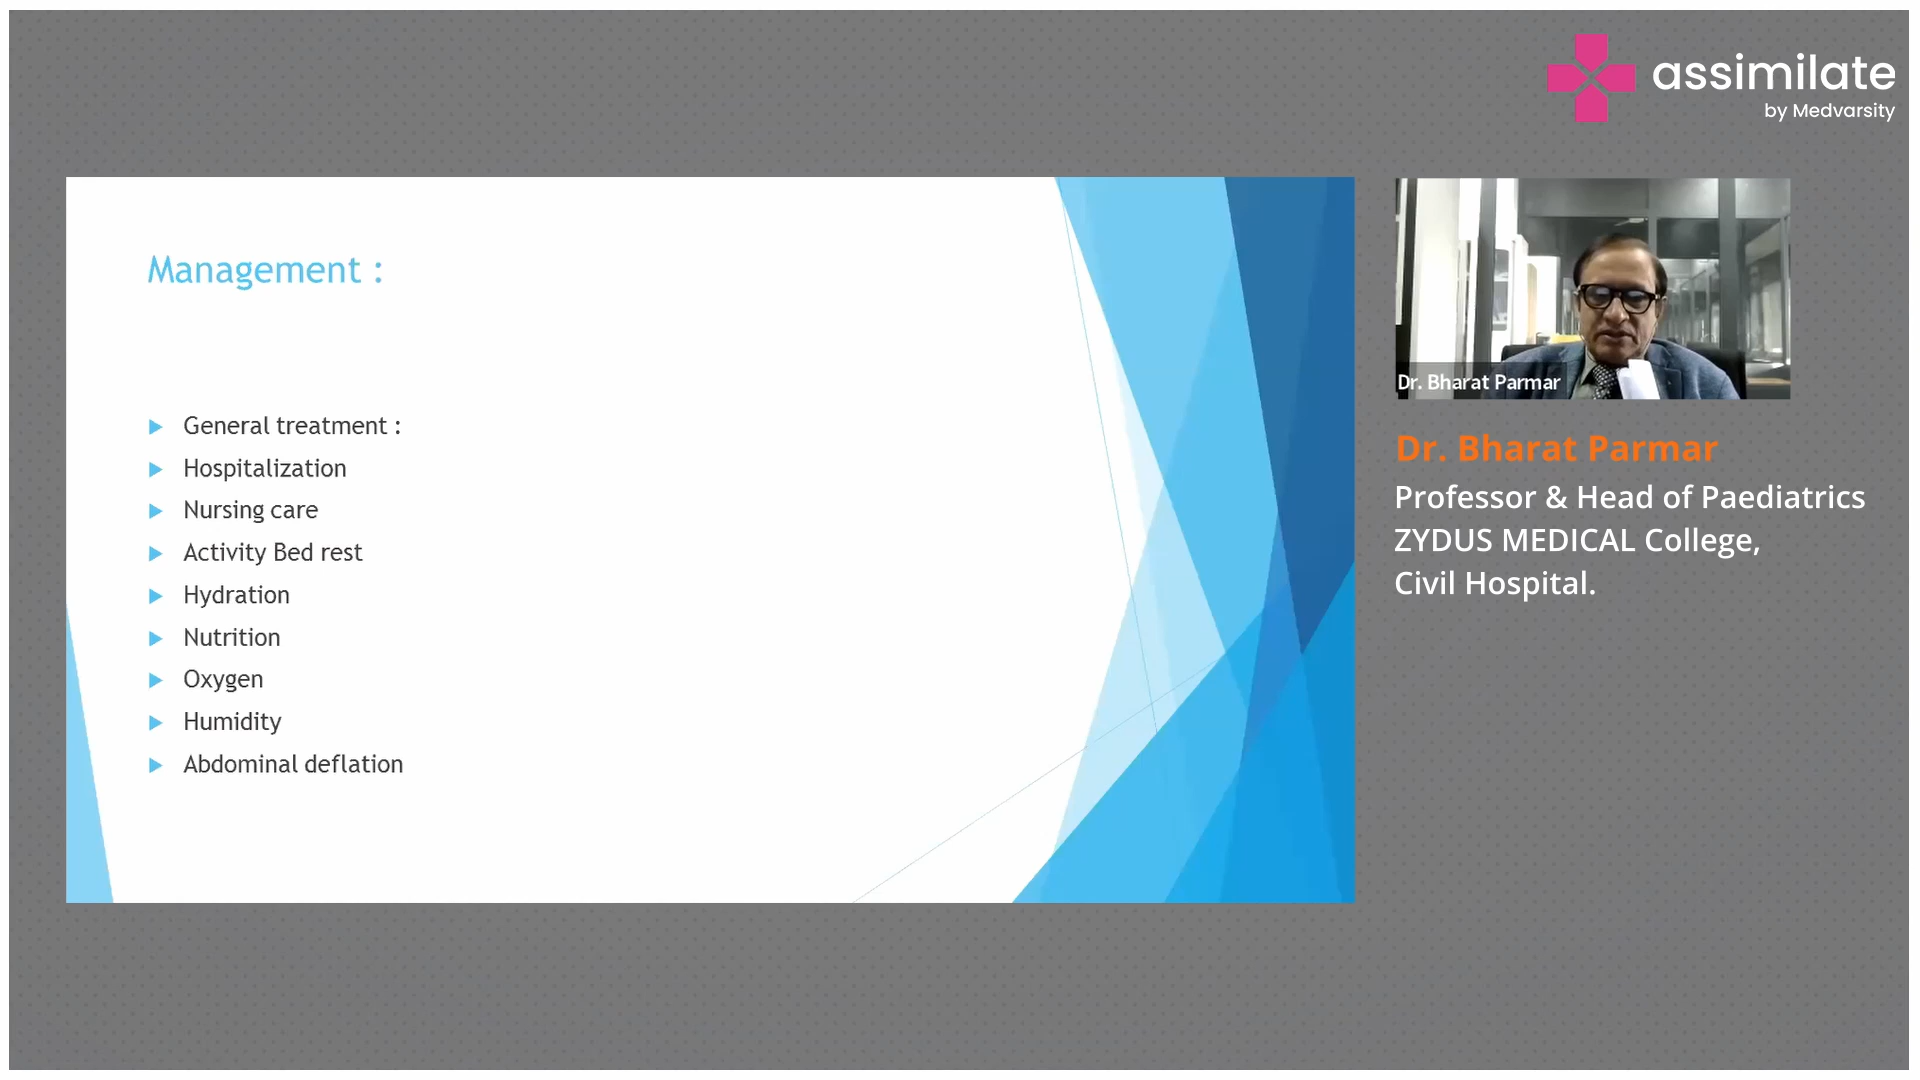 assimilate
by Medvarsity
Management :
General treatment :
Hospitalization
Nursing care
Activity Bed rest
Hydration
Nutrition
Oxygen
Humidity
Abdominal deflation
Dr. Bharat Parmar
Dr. Bharat Parmar
Professor & Head of Paediatrics
ZYDUS MEDICAL College,
Civil Hospital.